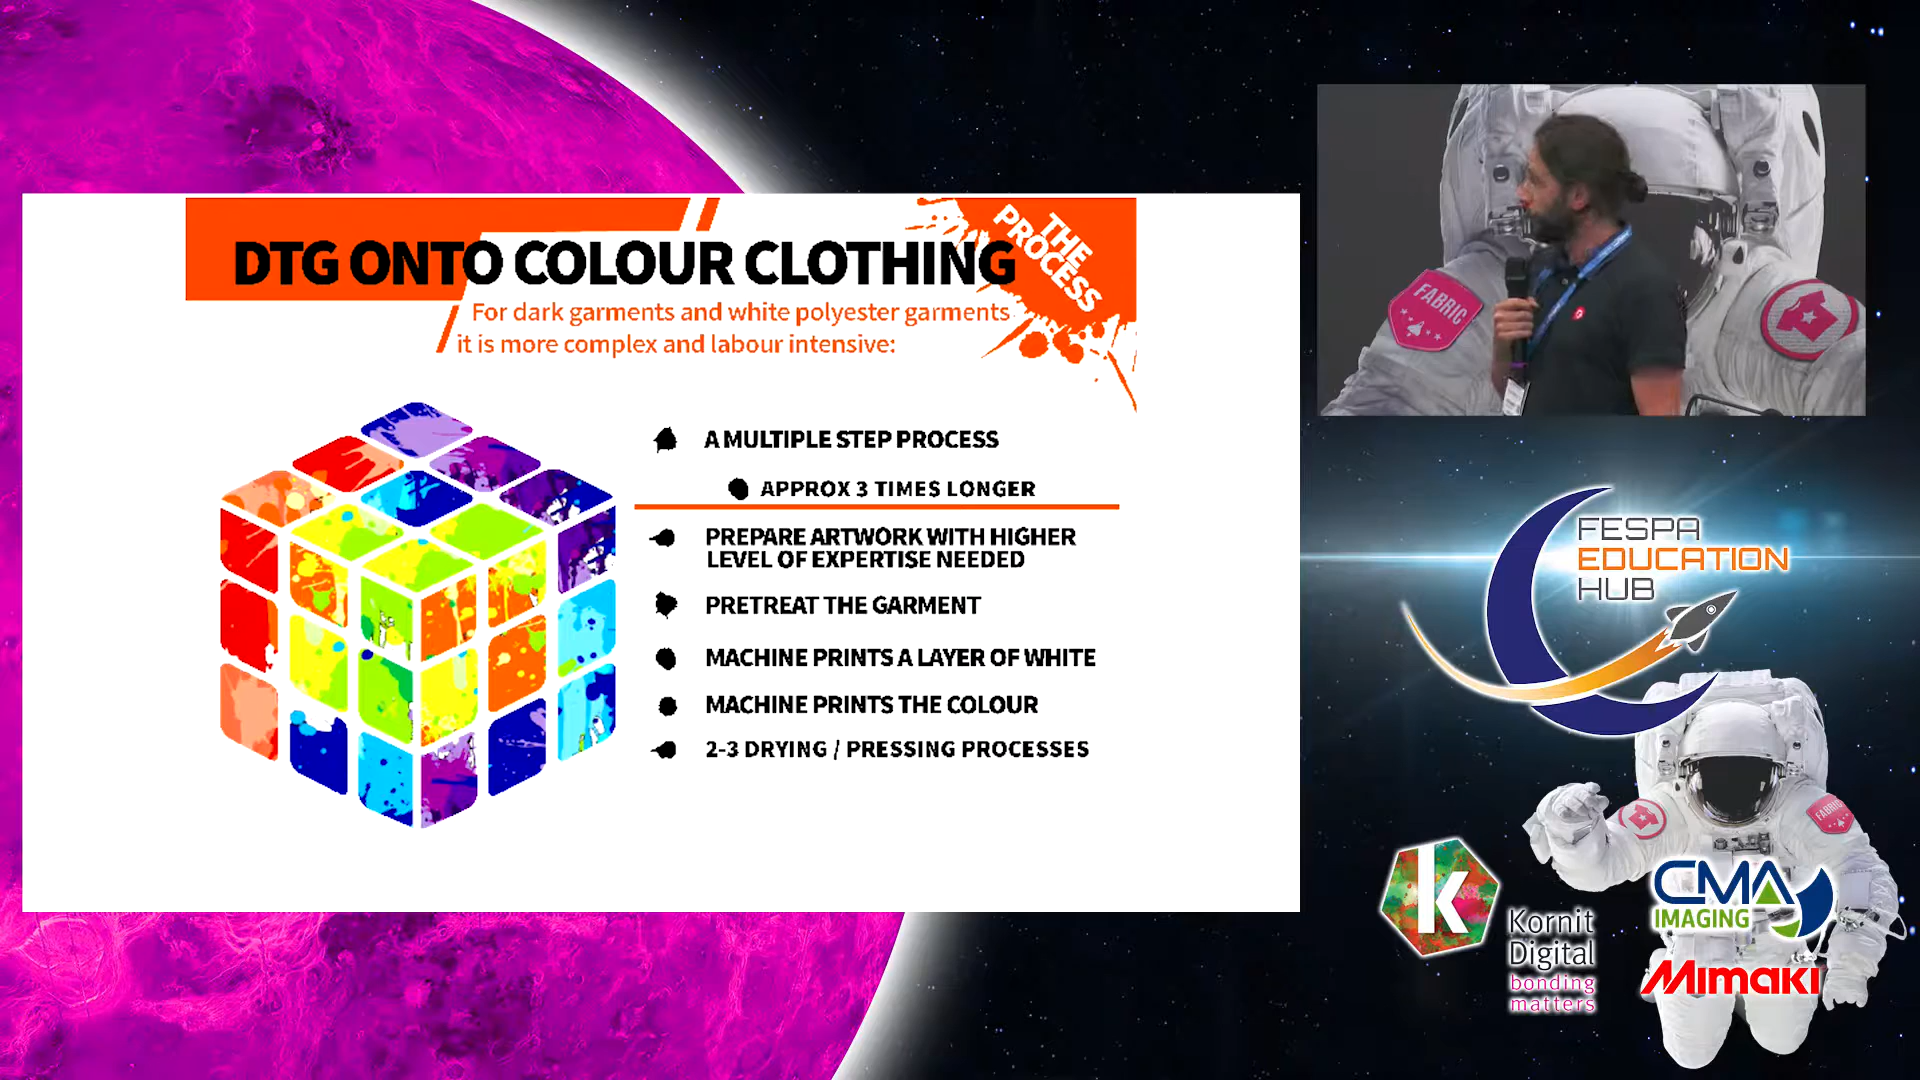 DTG ONTO COLOUR CLOTHING
THE
PROCESS
For dark garments and white polyester garments
it is more complex and labour intensive:
A MULTIPLE STEP PROCESS
APPROX 3 TIMES LONGER
PREPARE ARTWORK WITH HIGHER
LEVEL OF EXPERTISE NEEDED
PRETREAT THE GARMENT
MACHINE PRINTS A LAYER OF WHITE
MACHINE PRINTS THE COLOUR
2-3 DRYING / PRESSING PROCESSES
FABRIC
FESPA
EDUCATION
HUB
FABRIC
k
Kornit
Digital
bonding
matters
CMA
IMAGING
Mimaki